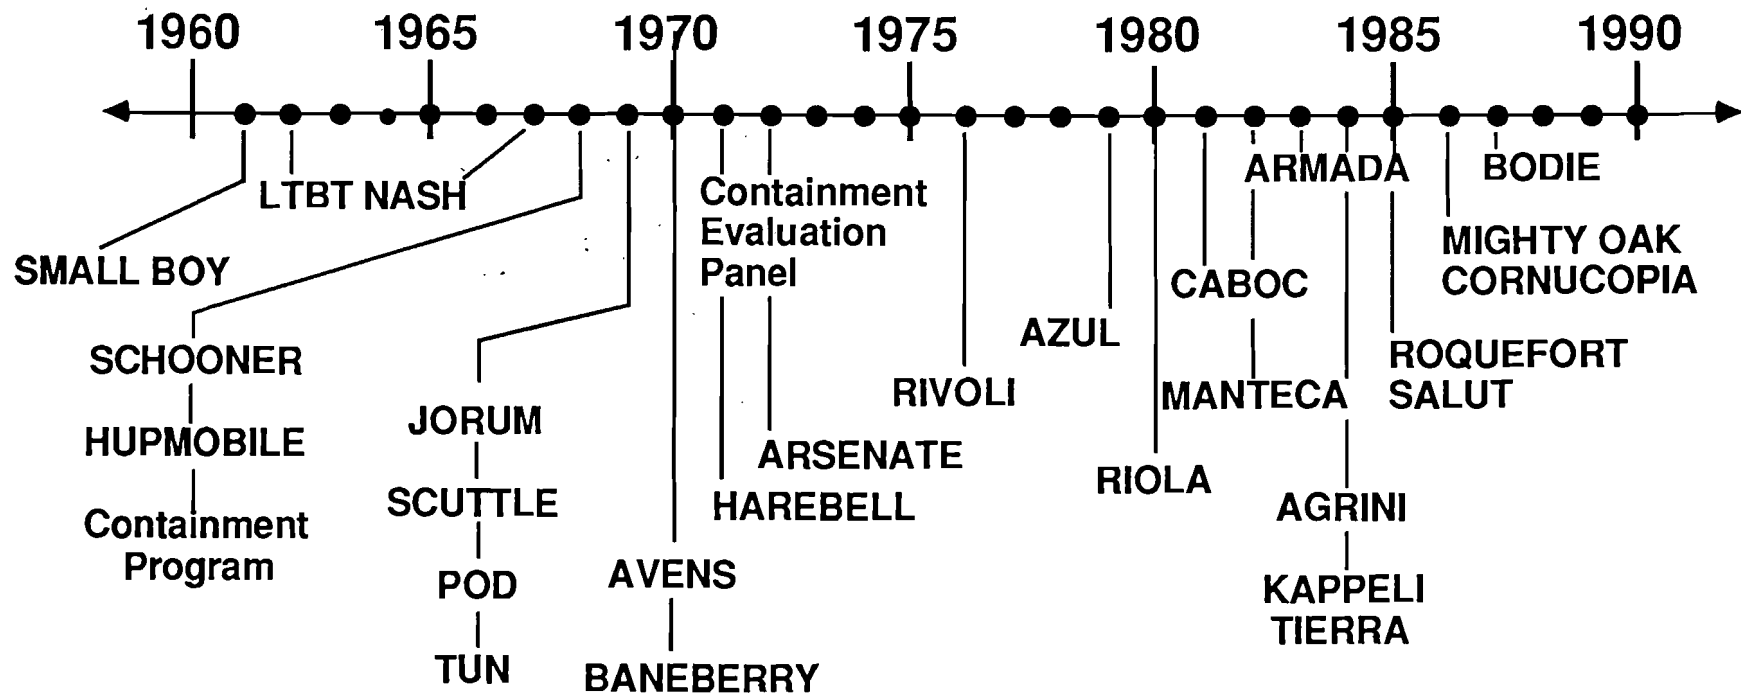 1960 1965 1970 1975 1980 1985 1990
ARMADA
BODIE
LTBT NASH
Containment
Evaluation
Panel
SMALL BOY
MIGHTY OAK
CORNUCOPIA
CABOC
AZUL
SCHOONER
ROQUEFORT
SALUT
RIVOLI
MANTECA
HUPMOBILE
JORUM
ARSENATE
RIOLA
HAREBELL
SCUTTLE
AGRINI
Containment
Program
POD
AVENS
KAPPELI
TIERRA
TUN
BANEBERRY